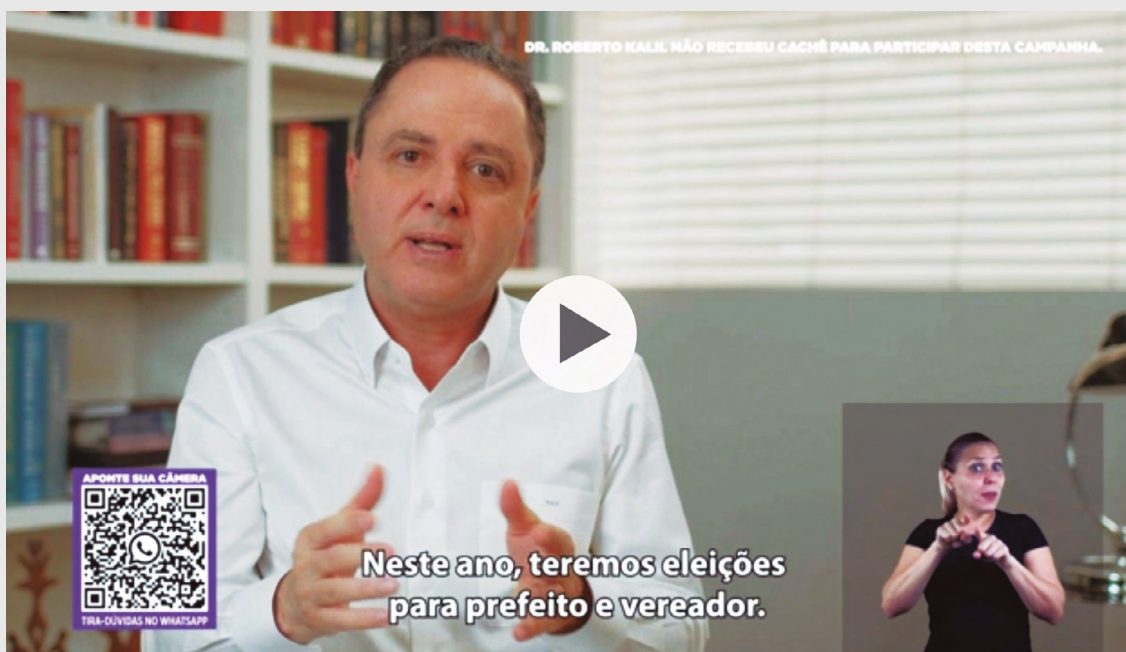 DR. ROBERTO KALIL NÃO RECEBEU CACHÊ PARA PARTICIPAR DESTA CAMPANHA.
APONTE SUA CÂMERA
TIRA-DÚVIDAS NO WHATSAPP
Neste ano, teremos eleições
para prefeito e vereador.